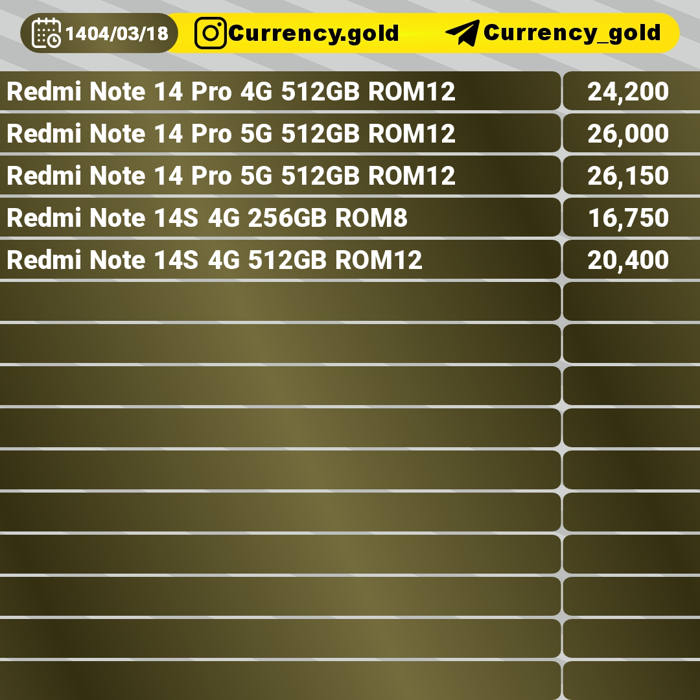 1404/03/18 Currency.gold Currency_gold
Redmi Note 14 Pro 4G 512GB ROM12 24,200
Redmi Note 14 Pro 5G 512GB ROM12 26,000
Redmi Note 14 Pro 5G 512GB ROM12 26,150
Redmi Note 14S 4G 256GB ROM8 16,750
Redmi Note 14S 4G 512GB ROM12 20,400